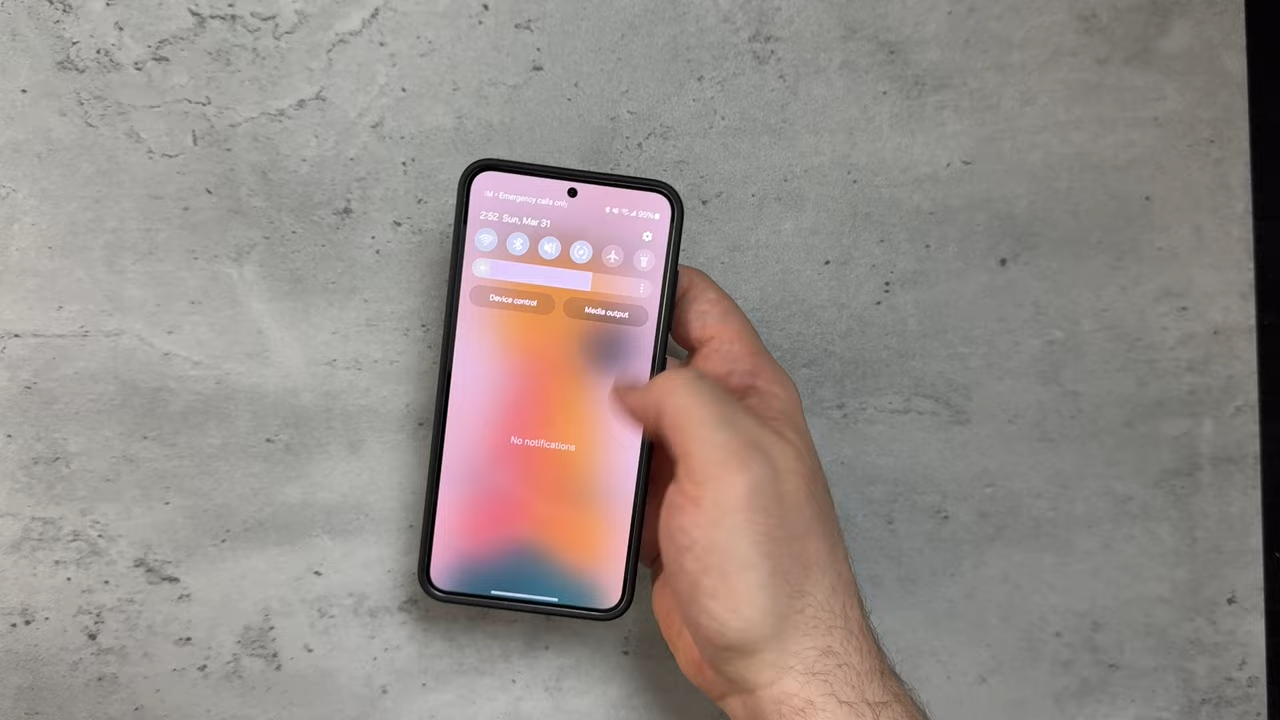 Emergency calls only
95%
2:52 Sun, Mar 31
Device control
Media output
No notifications